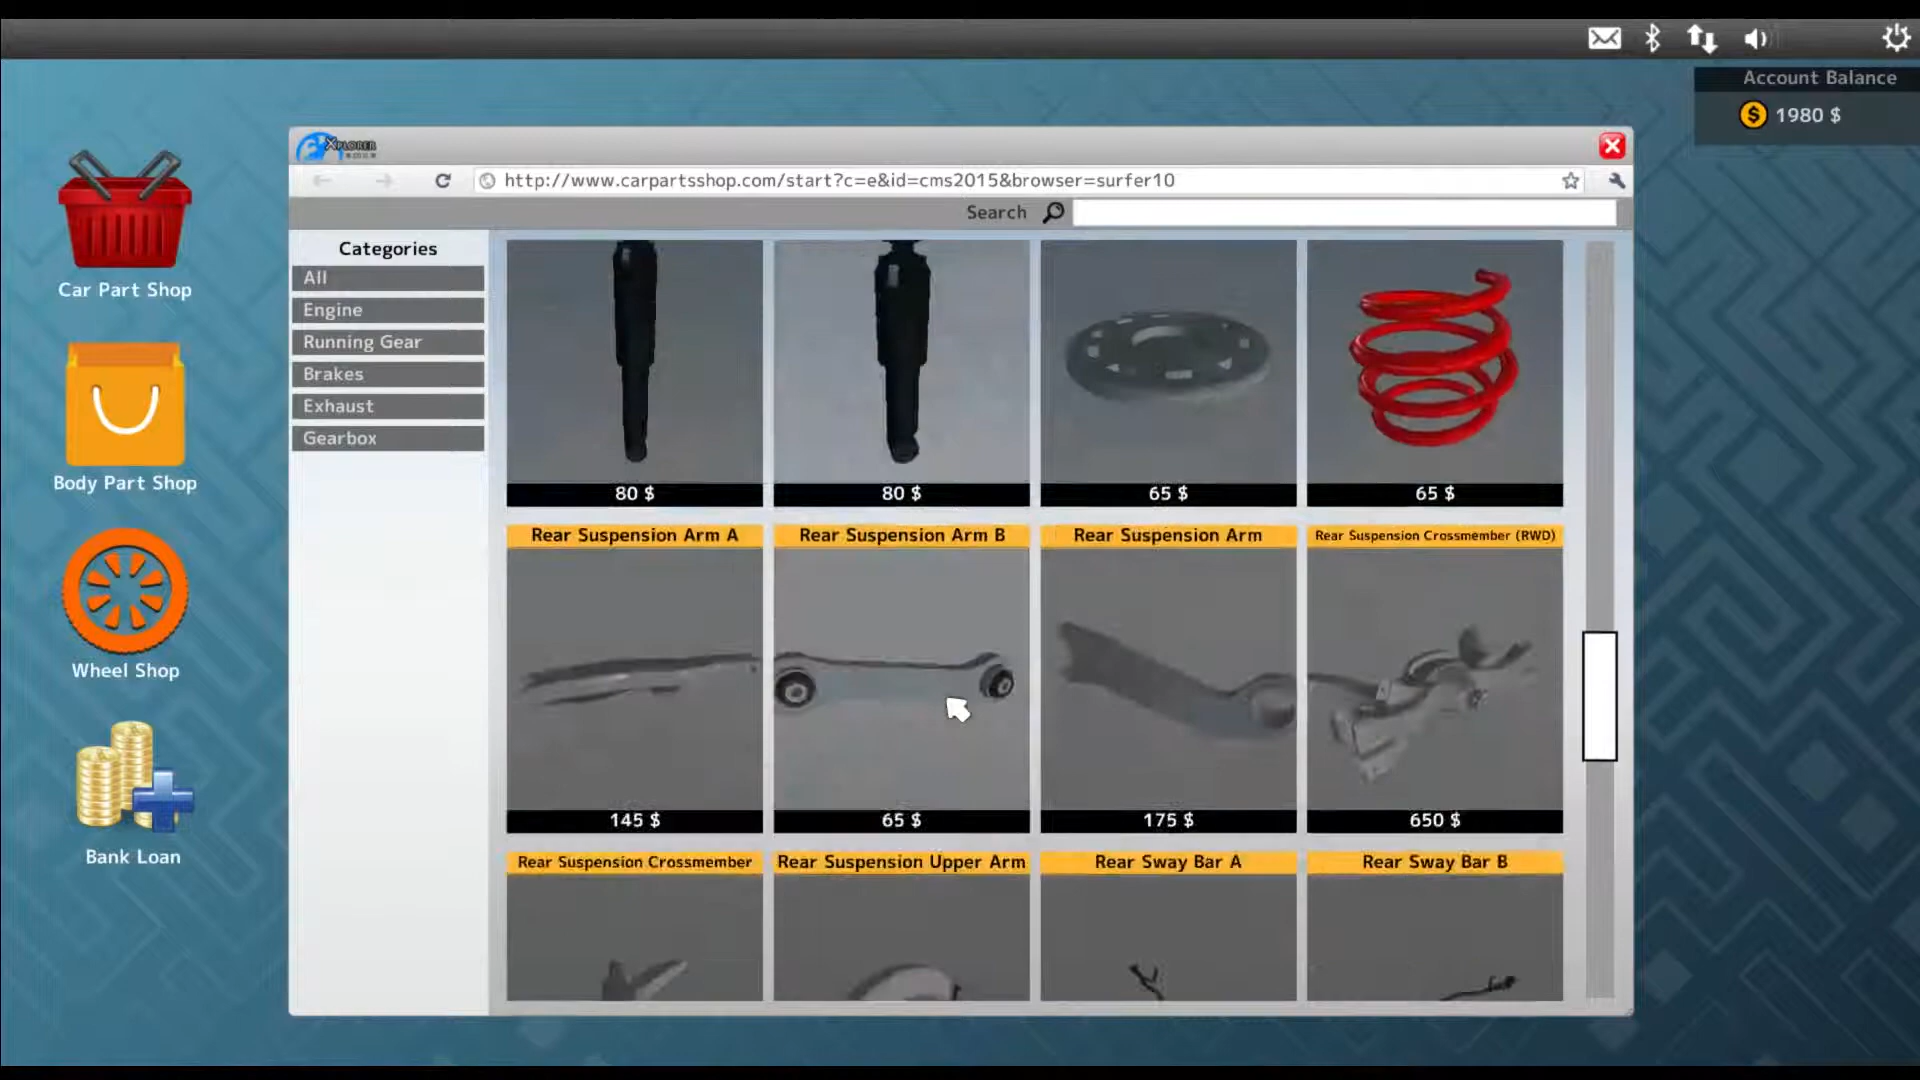 Account Balance
$ 1980 $
XPLORER
http://www.carpartsshop.com/start?c=e&id=cms2015&browser=surfer10
Search
Categories
All
Engine
Running Gear
Brakes
Exhaust
Gearbox
Car Part Shop
Body Part Shop
Wheel Shop
Bank Loan
80 $
80 $
65 $
65 $
Rear Suspension Arm A
Rear Suspension Arm B
Rear Suspension Arm
Rear Suspension Crossmember (RWD)
145 $
65 $
175 $
650 $
Rear Suspension Crossmember
Rear Suspension Upper Arm
Rear Sway Bar A
Rear Sway Bar B